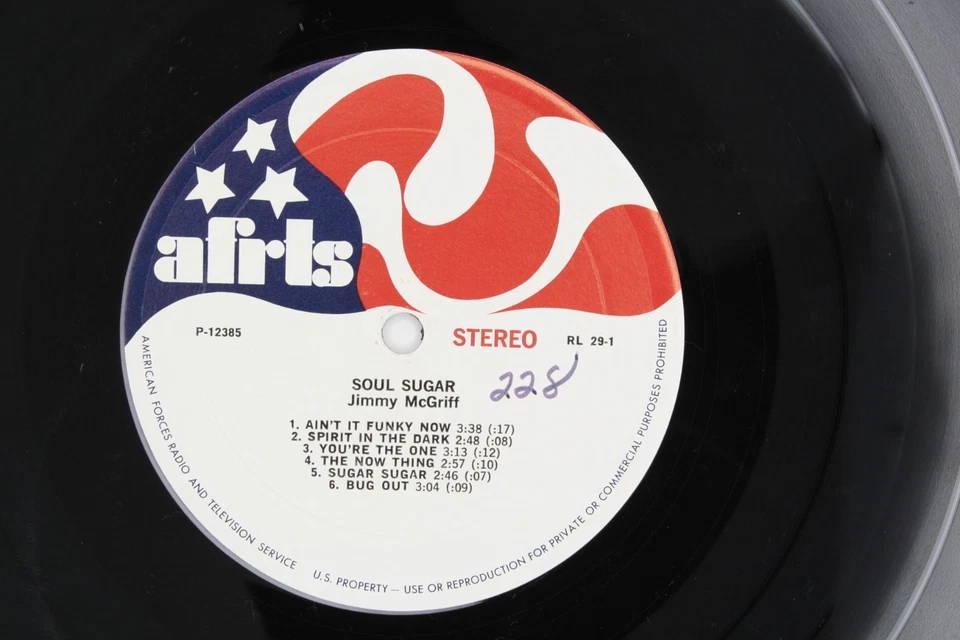 afrts
P-12385
STEREO
RL 29-1
228
SOUL SUGAR
Jimmy McGriff
1. AIN'T IT FUNKY NOW 3:38 (:17)
2. SPIRIT IN THE DARK 2:48 (:08)
3. YOU'RE THE ONE 3:13 (:12)
4. THE NOW THING 2:57 (:10)
5. SUGAR SUGAR 2:46 (:07)
6. BUG OUT 3:04 (:09)
AMERICAN FORCES RADIO AND TELEVISION SERVICE
U.S. PROPERTY — USE OR REPRODUCTION FOR PRIVATE OR COMMERCIAL PURPOSES PROHIBITED